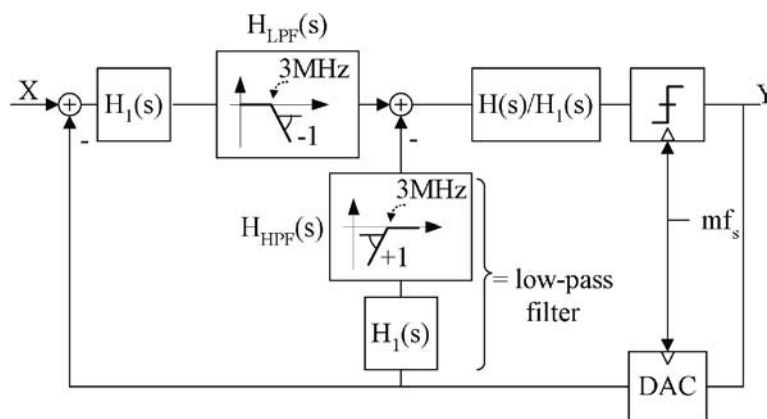 H_LPF(s)
3MHz
-1
X
+
-
H_1(s)
+
-
H(s)/H_1(s)
Y
3MHz
H_HPF(s)
+1
H_1(s)
= low-pass
filter
mf_s
DAC